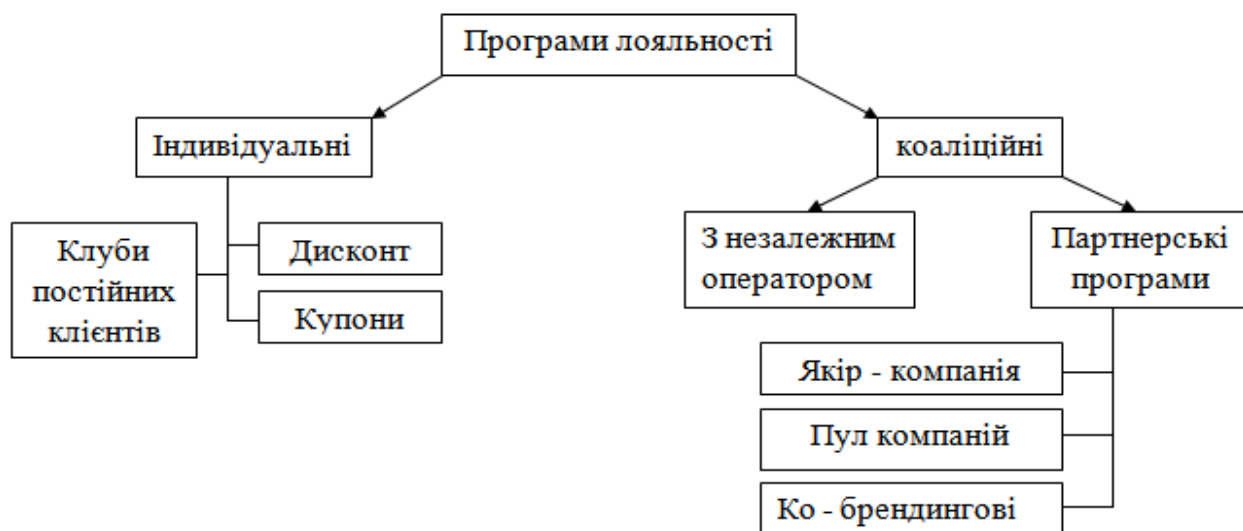 Програми лояльності
Індивідуальні
коаліційні
Клуби
постійних
клієнтів
Дисконт
Купони
З незалежним
оператором
Партнерські
програми
Якір - компанія
Пул компаній
Ко - брендингові